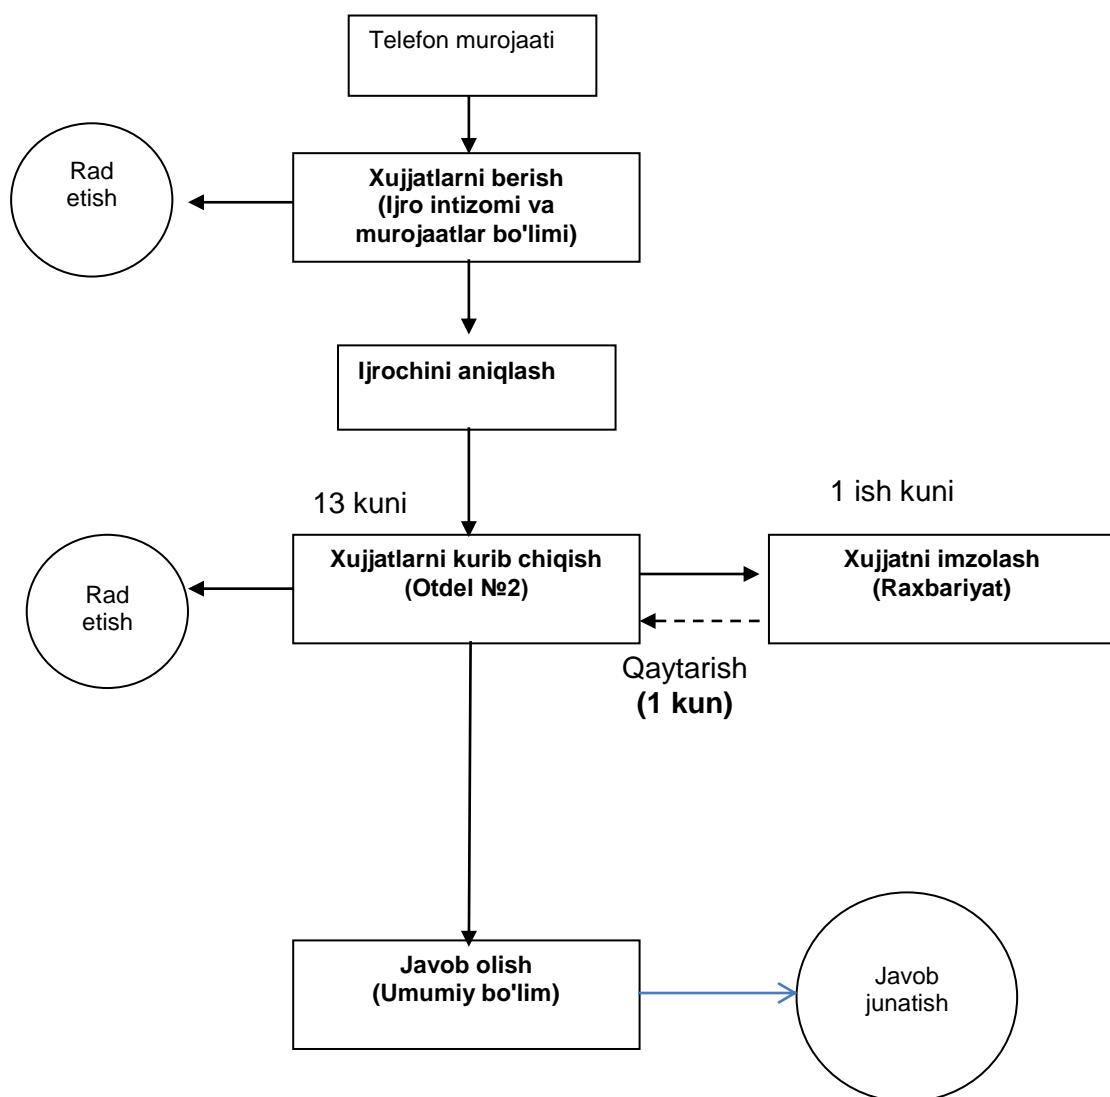 Telefon murojaati
Rad
etish
Xujjatlarni berish
(Ijro intizomi va
murojaatlar bo'limi)
Ijrochini aniqlash
13 kuni
1 ish kuni
Rad
etish
Xujjatlarni kurib chiqish
(Otdel №2)
Xujjatni imzolash
(Raxbariyat)
Qaytarish
(1 kun)
Javob olish
(Umumiy bo'lim)
Javob
junatish